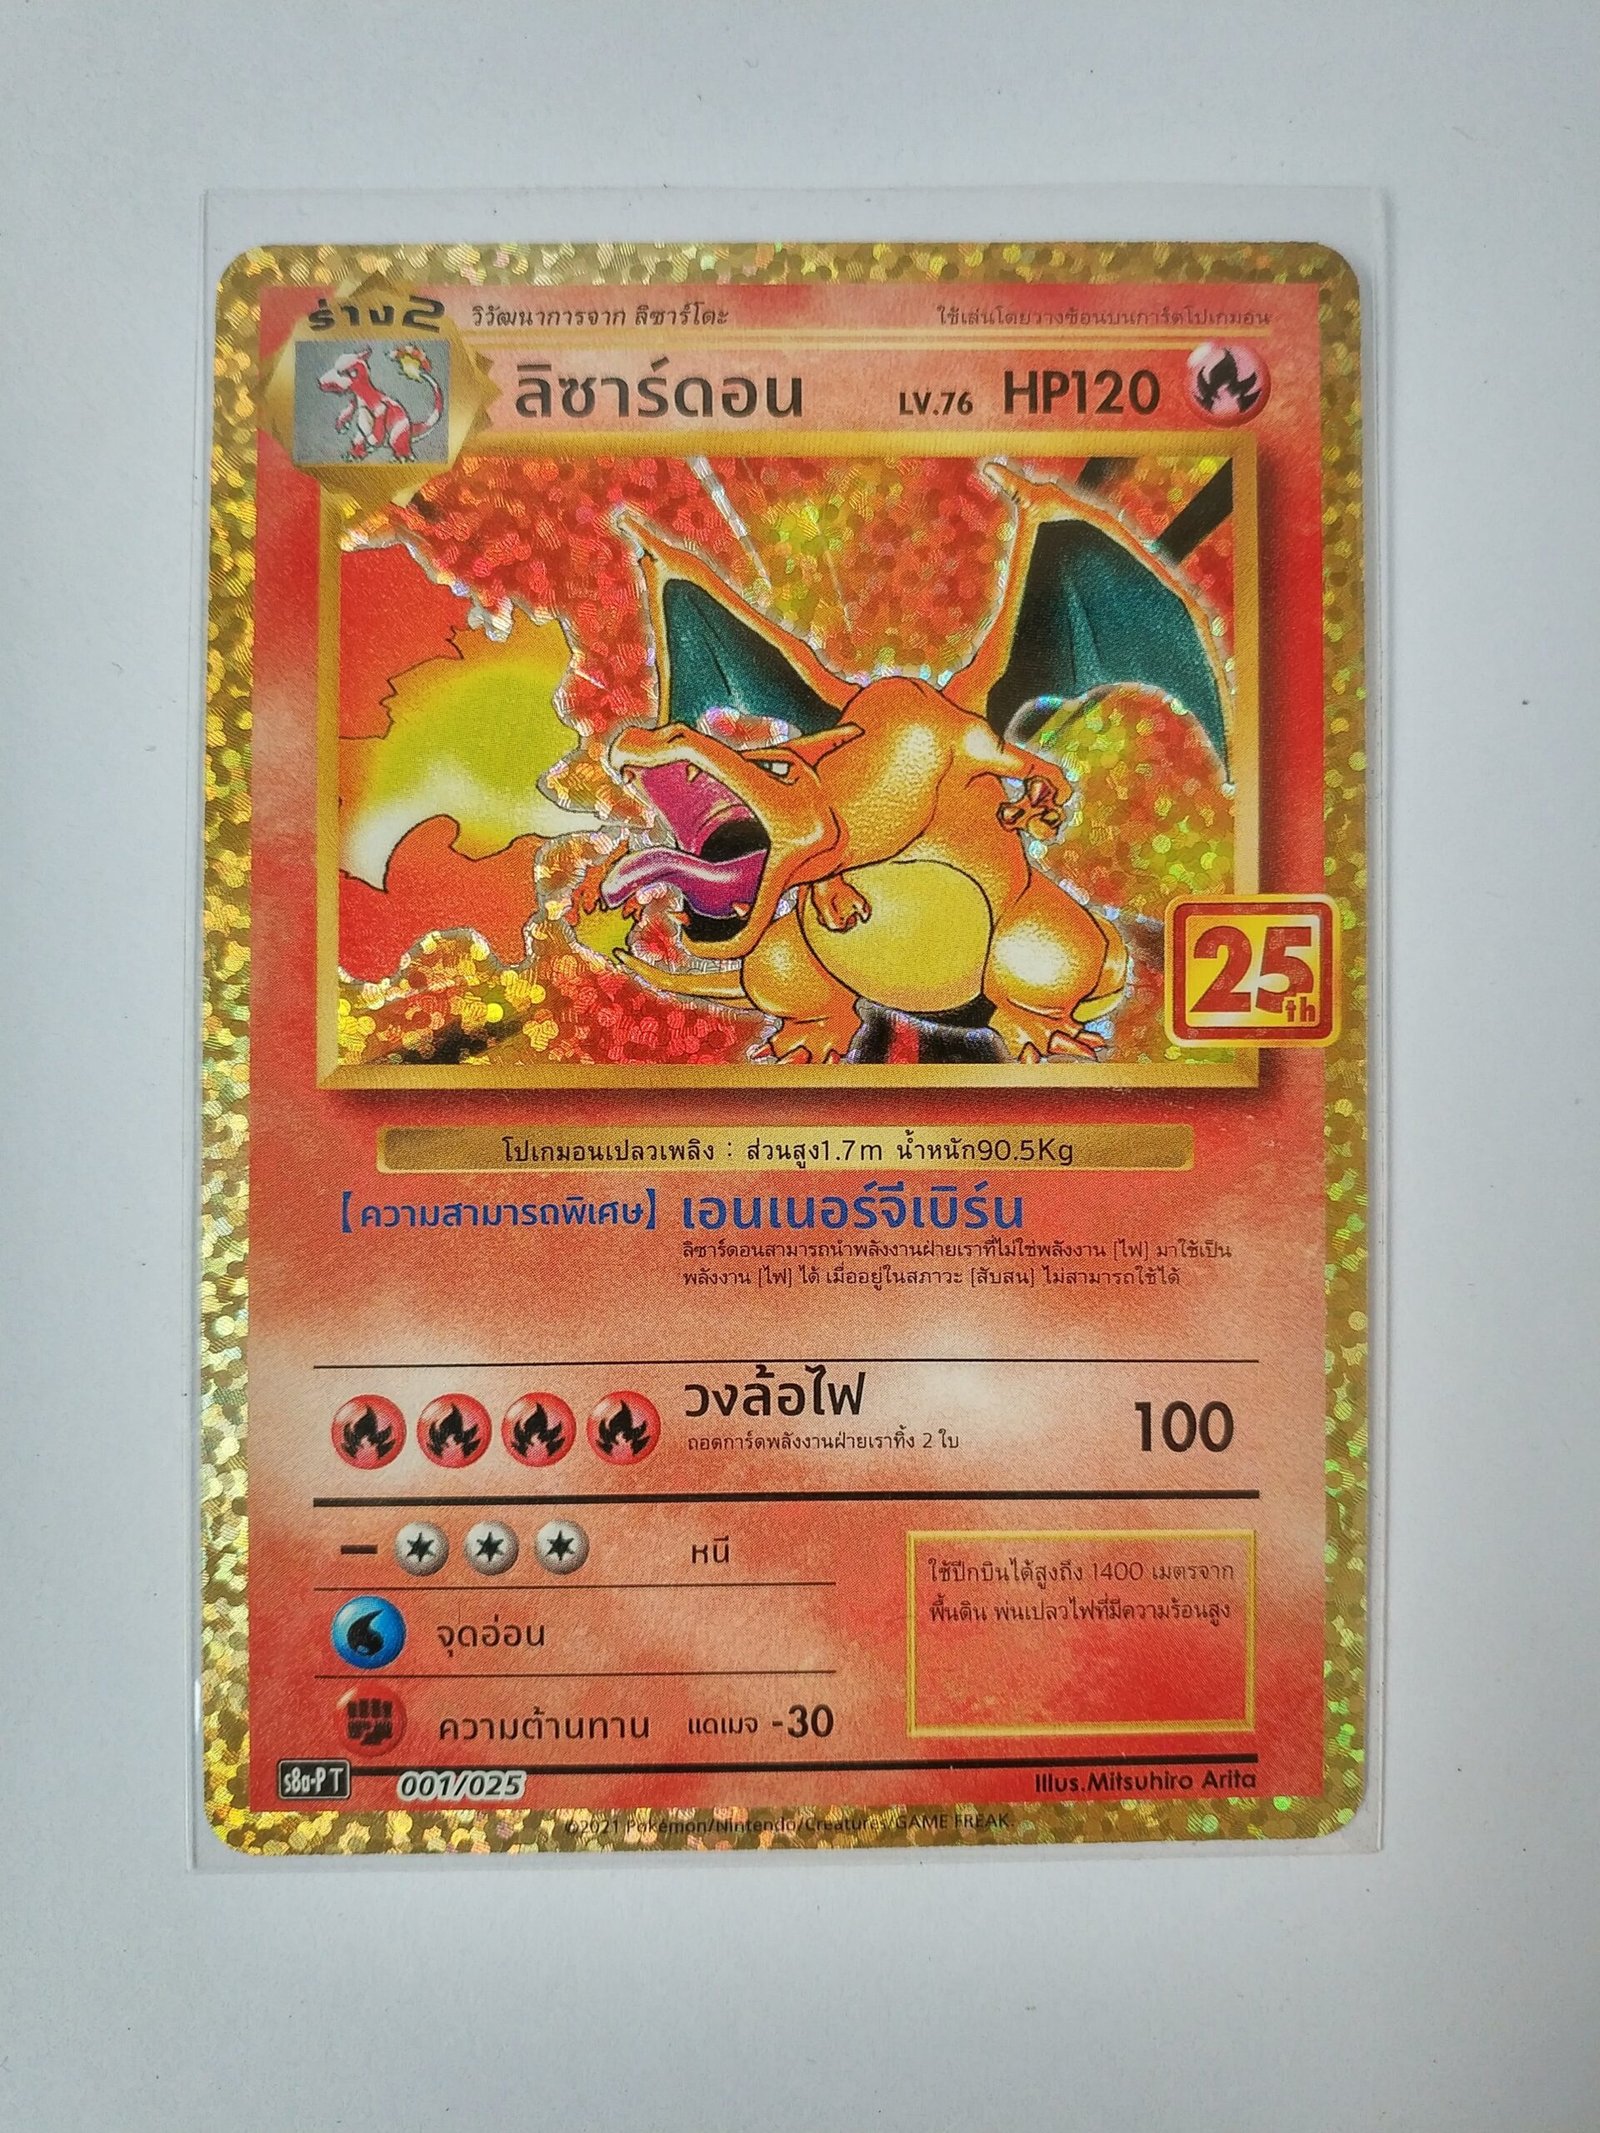 ร่าง2 วิวัฒนาการจาก ลิซาร์โดะ ใช้เล่นโดยวางซ้อนบนการ์ดโปเกมอน
ลิซาร์ดอน LV.76 HP120
25th
โปเกมอนเปลวเพลิง : ส่วนสูง1.7m น้ำหนัก90.5Kg
【ความสามารถพิเศษ】 เอนเนอร์จีเบิร์น
ลิซาร์ดอนสามารถนำพลังงานฝ่ายเราที่ไม่ใช่พลังงาน [ไฟ] มาใช้เป็น
พลังงาน [ไฟ] ได้ เมื่ออยู่ในสภาวะ [สับสน] ไม่สามารถใช้ได้
วงล้อไฟ 100
ถอดการ์ดพลังงานฝ่ายเราทิ้ง 2 ใบ
— หนี
จุดอ่อน
ความต้านทาน แดเมจ -30
ใช้ปีกบินได้สูงถึง 1400 เมตรจาก
พื้นดิน พ่นเปลวไฟที่มีความร้อนสูง
s8a-P T 001/025 Illus.Mitsuhiro Arita
©2021 Pokémon/Nintendo/Creatures/GAME FREAK.